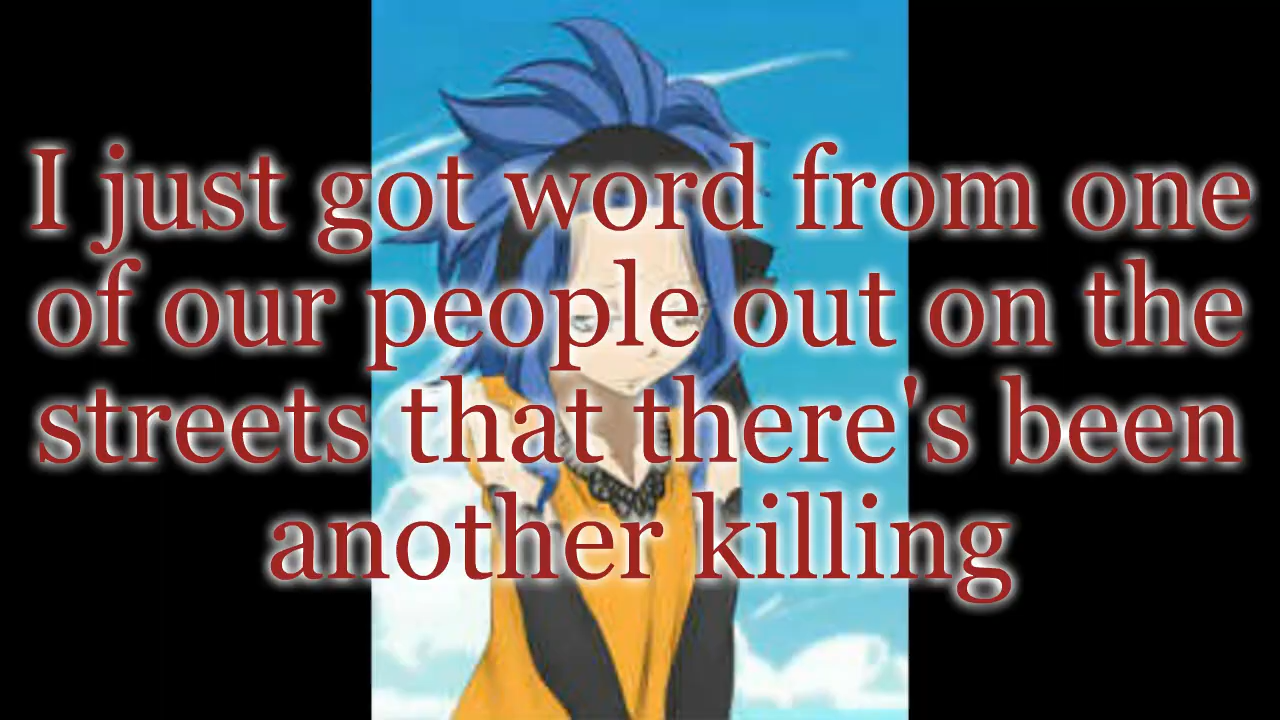 I just got word from one
of our people out on the
streets that there's been
another killing